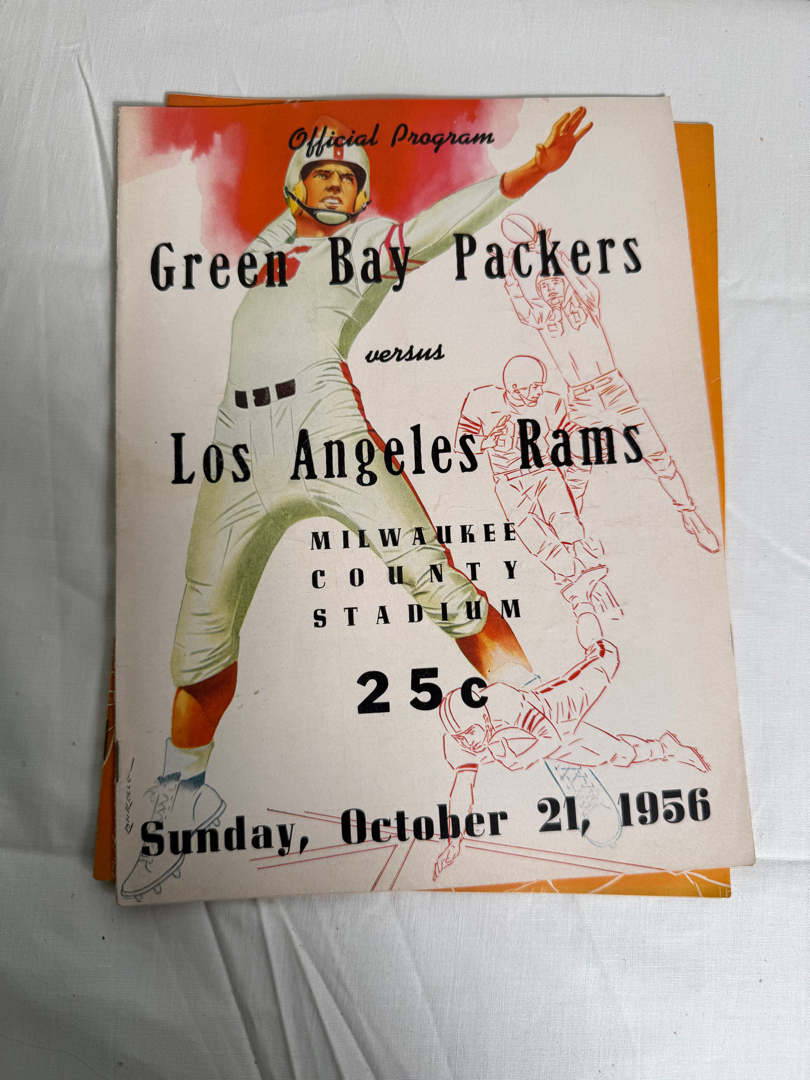 Official Program
Green Bay Packers
versus
Los Angeles Rams
MILWAUKEE
COUNTY
STADIUM
25c
Sunday, October 21, 1956